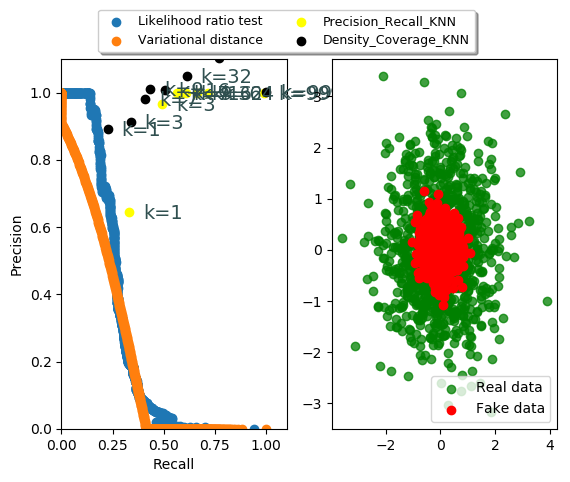 Likelihood ratio test
Variational distance
Precision_Recall_KNN
Density_Coverage_KNN
k=32
k=3
k=3
k=1
k=1
1.0
0.8
0.6
0.4
0.2
0.0
Precision
0.00
0.25
0.50
0.75
1.00
Recall
3
2
1
0
−1
−2
−3
−2
0
2
4
Real data
Fake data